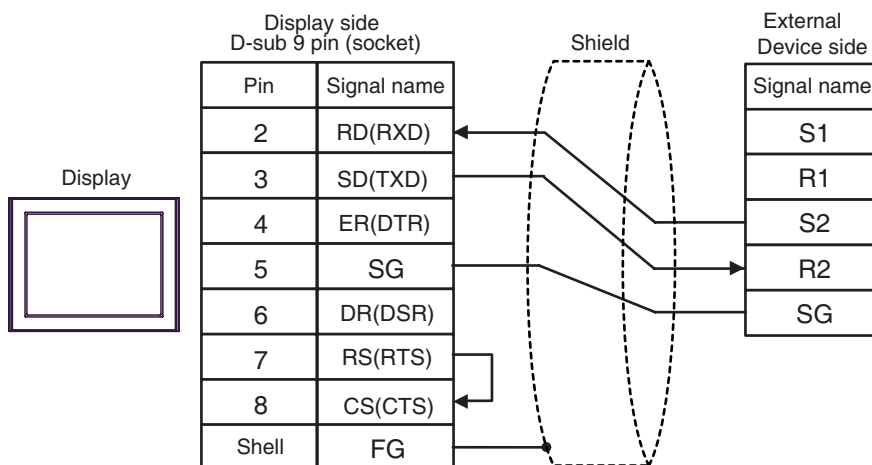 Display side
D-sub 9 pin (socket)
Shield
External
Device side
Pin Signal name
Signal name
2 RD(RXD)
S1
3 SD(TXD)
R1
Display
4 ER(DTR)
S2
5 SG
R2
6 DR(DSR)
SG
7 RS(RTS)
8 CS(CTS)
Shell FG